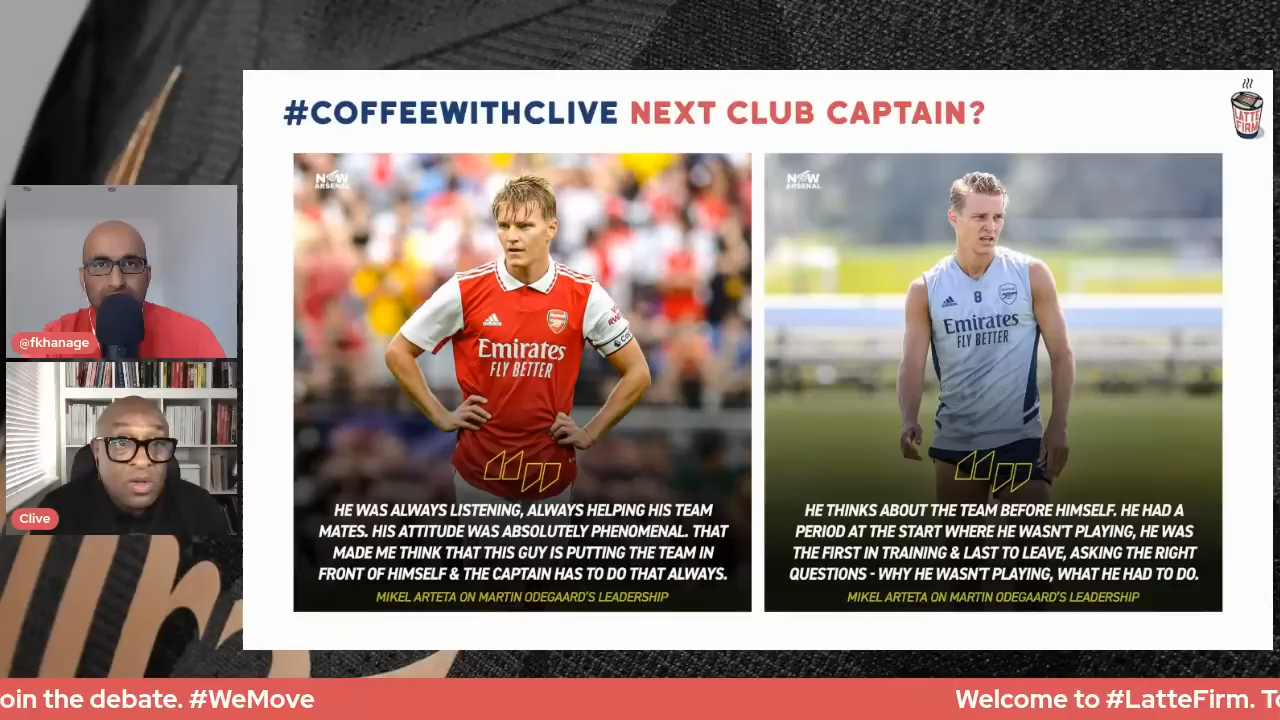 #COFFEEWITHCLIVE NEXT CLUB CAPTAIN?
LATTE
FIRM
NOW
ARSENAL
Emirates
FLY BETTER
HE WAS ALWAYS LISTENING, ALWAYS HELPING HIS TEAM
MATES. HIS ATTITUDE WAS ABSOLUTELY PHENOMENAL. THAT
MADE ME THINK THAT THIS GUY IS PUTTING THE TEAM IN
FRONT OF HIMSELF & THE CAPTAIN HAS TO DO THAT ALWAYS.
MIKEL ARTETA ON MARTIN ODEGAARD'S LEADERSHIP
NOW
ARSENAL
8
Emirates
FLY BETTER
HE THINKS ABOUT THE TEAM BEFORE HIMSELF. HE HAD A
PERIOD AT THE START WHERE HE WASN'T PLAYING, HE WAS
THE FIRST IN TRAINING & LAST TO LEAVE, ASKING THE RIGHT
QUESTIONS - WHY HE WASN'T PLAYING, WHAT HE HAD TO DO.
MIKEL ARTETA ON MARTIN ODEGAARD'S LEADERSHIP
@fkhanage
Clive
oin the debate. #WeMove
Welcome to #LatteFirm. To